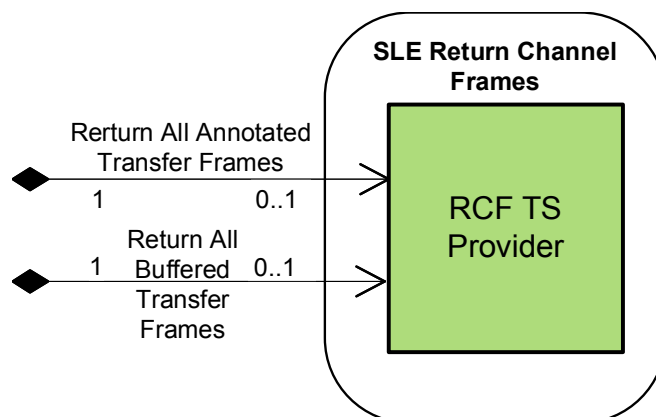 SLE Return Channel
Frames
Rerturn All Annotated
Transfer Frames
1 0..1
RCF TS
Provider
Return All
1 0..1
Buffered
Transfer
Frames